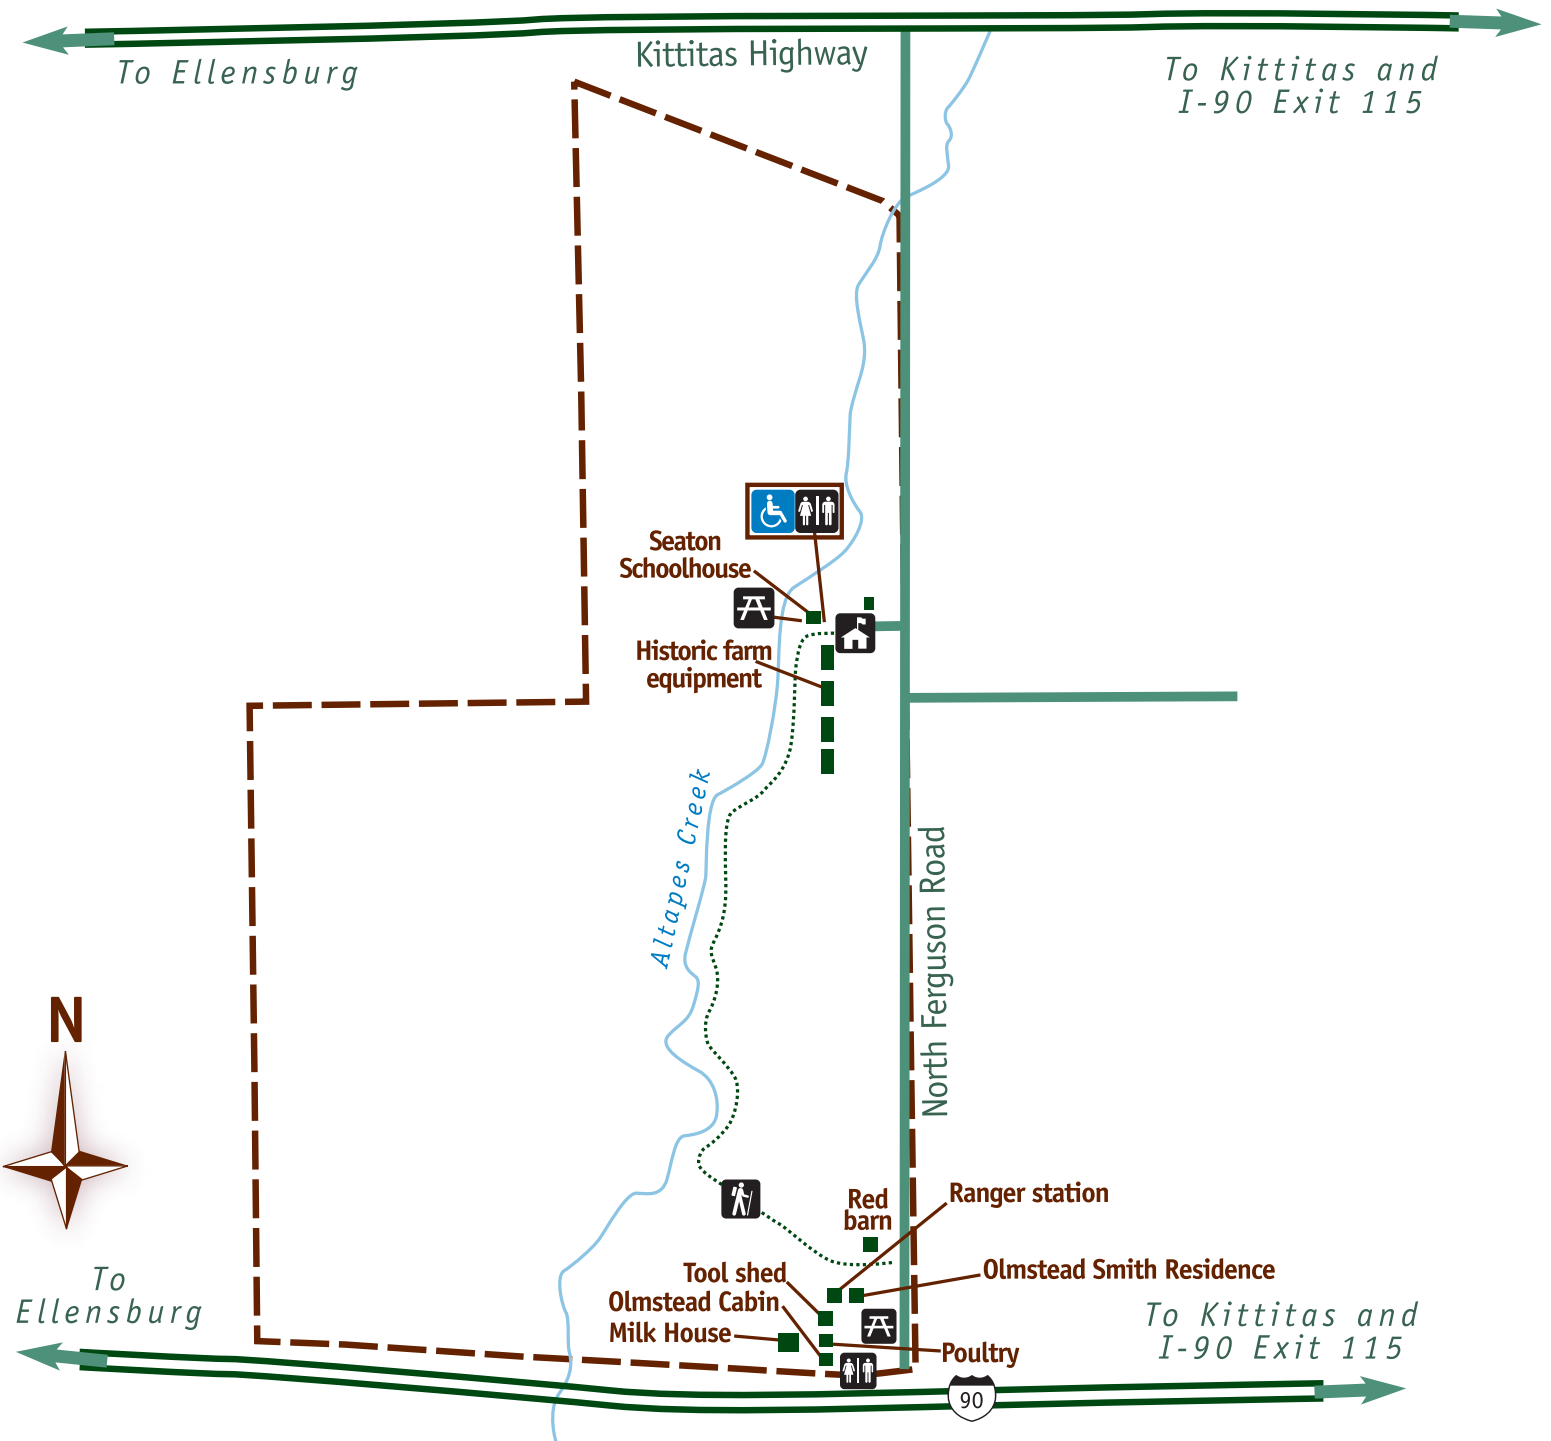 Kittitas Highway
To Ellensburg
To Kittitas and
I-90 Exit 115
Seaton
Schoolhouse
Historic farm
equipment
Altapes Creek
North Ferguson Road
N
Red
barn
Ranger station
To
Ellensburg
Tool shed
Olmstead Smith Residence
Olmstead Cabin
Milk House
Poultry
To Kittitas and
I-90 Exit 115
90